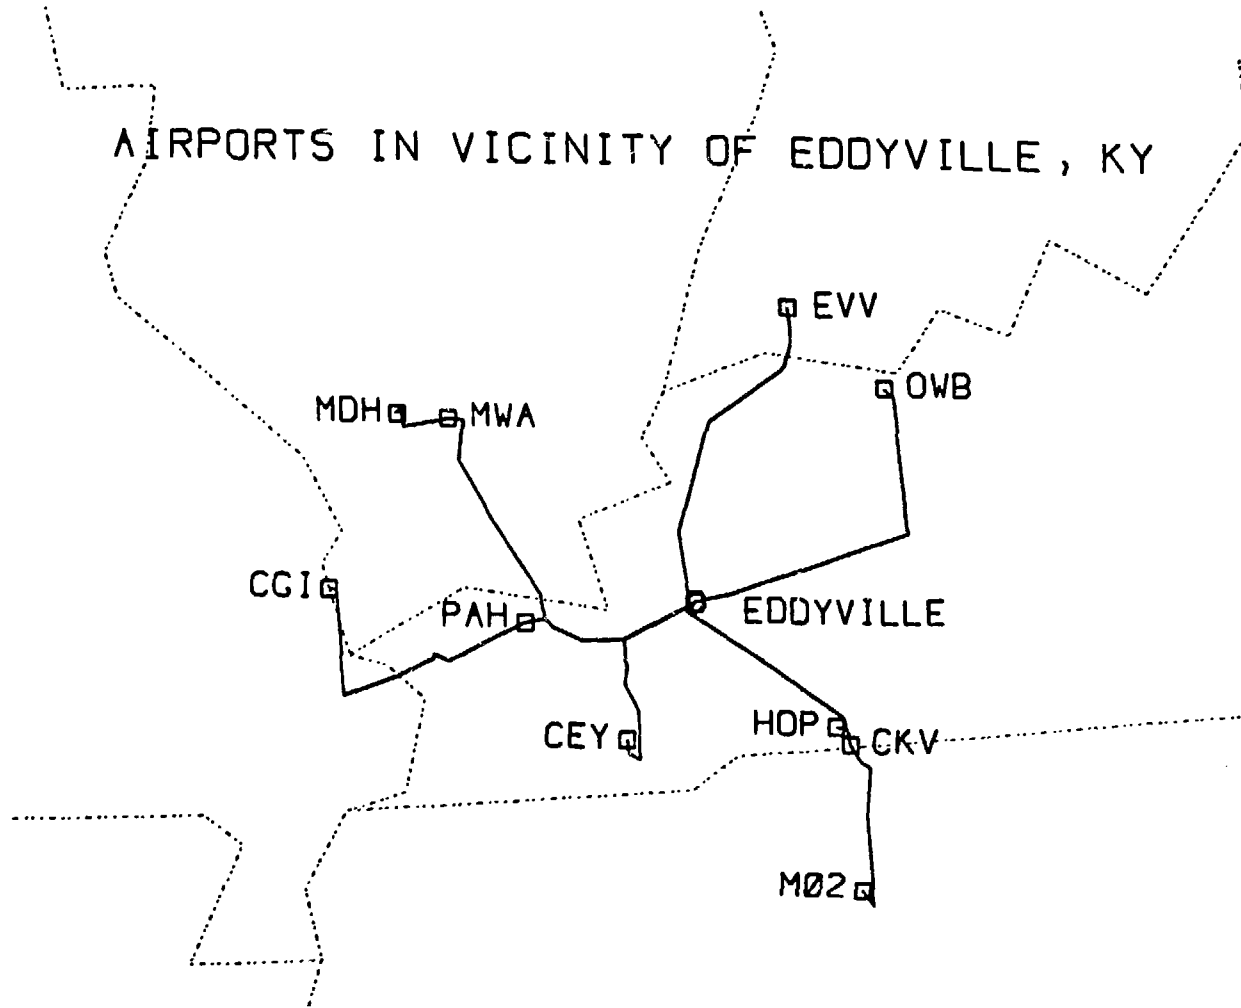 AIRPORTS IN VICINITY OF EDDYVILLE, KY
EVV
OWB
MDH
MWA
CGI
PAH
EDDYVILLE
HOP
CKV
CEY
MØ2